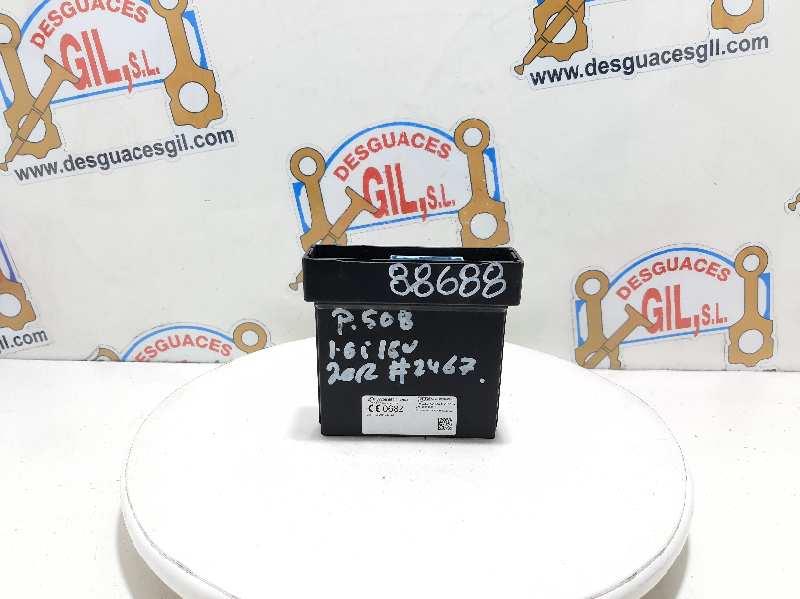 DESGUACES
GIL,S.L.
www.desguacesgil.com
DESGUACES
GIL,S.L.
www.desguacesgil.com
DESGUACES
GIL,S.L.
DESGUACES
GIL,S.L.
88688
P.508
1.6i 16V
2012 #2467.
CE0682